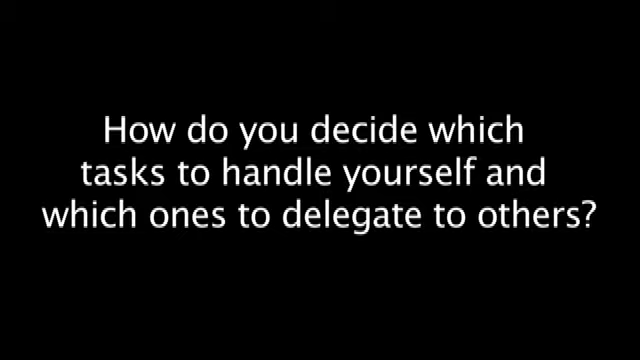 How do you decide which
tasks to handle yourself and
which ones to delegate to others?